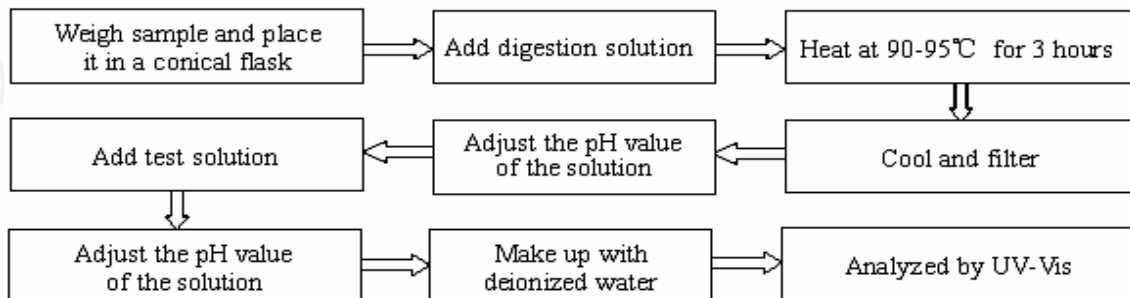 Weigh sample and place
it in a conical flask
Add digestion solution
Heat at 90-95℃ for 3 hours
Cool and filter
Adjust the pH value
of the solution
Add test solution
Adjust the pH value
of the solution
Make up with
deionized water
Analyzed by UV-Vis